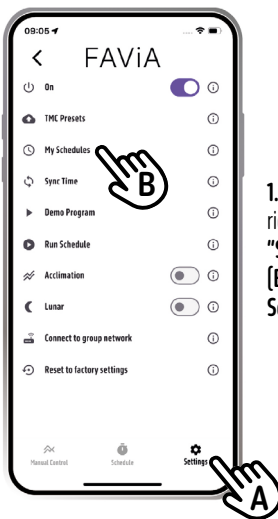 09:05
FAViA
On
TMC Presets
My Schedules
B
Sync Time
Demo Program
Run Schedule
Acclimation
Lunar
Connect to group network
Reset to factory settings
Manual Control
Schedule
Settings
A
1.
"S